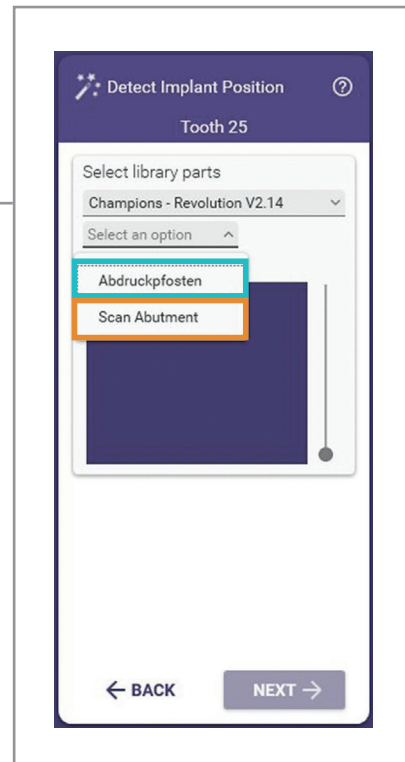 Detect Implant Position
Tooth 25
Select library parts
Champions - Revolution V2.14
Select an option
Abdruckpfosten
Scan Abutment
BACK
NEXT